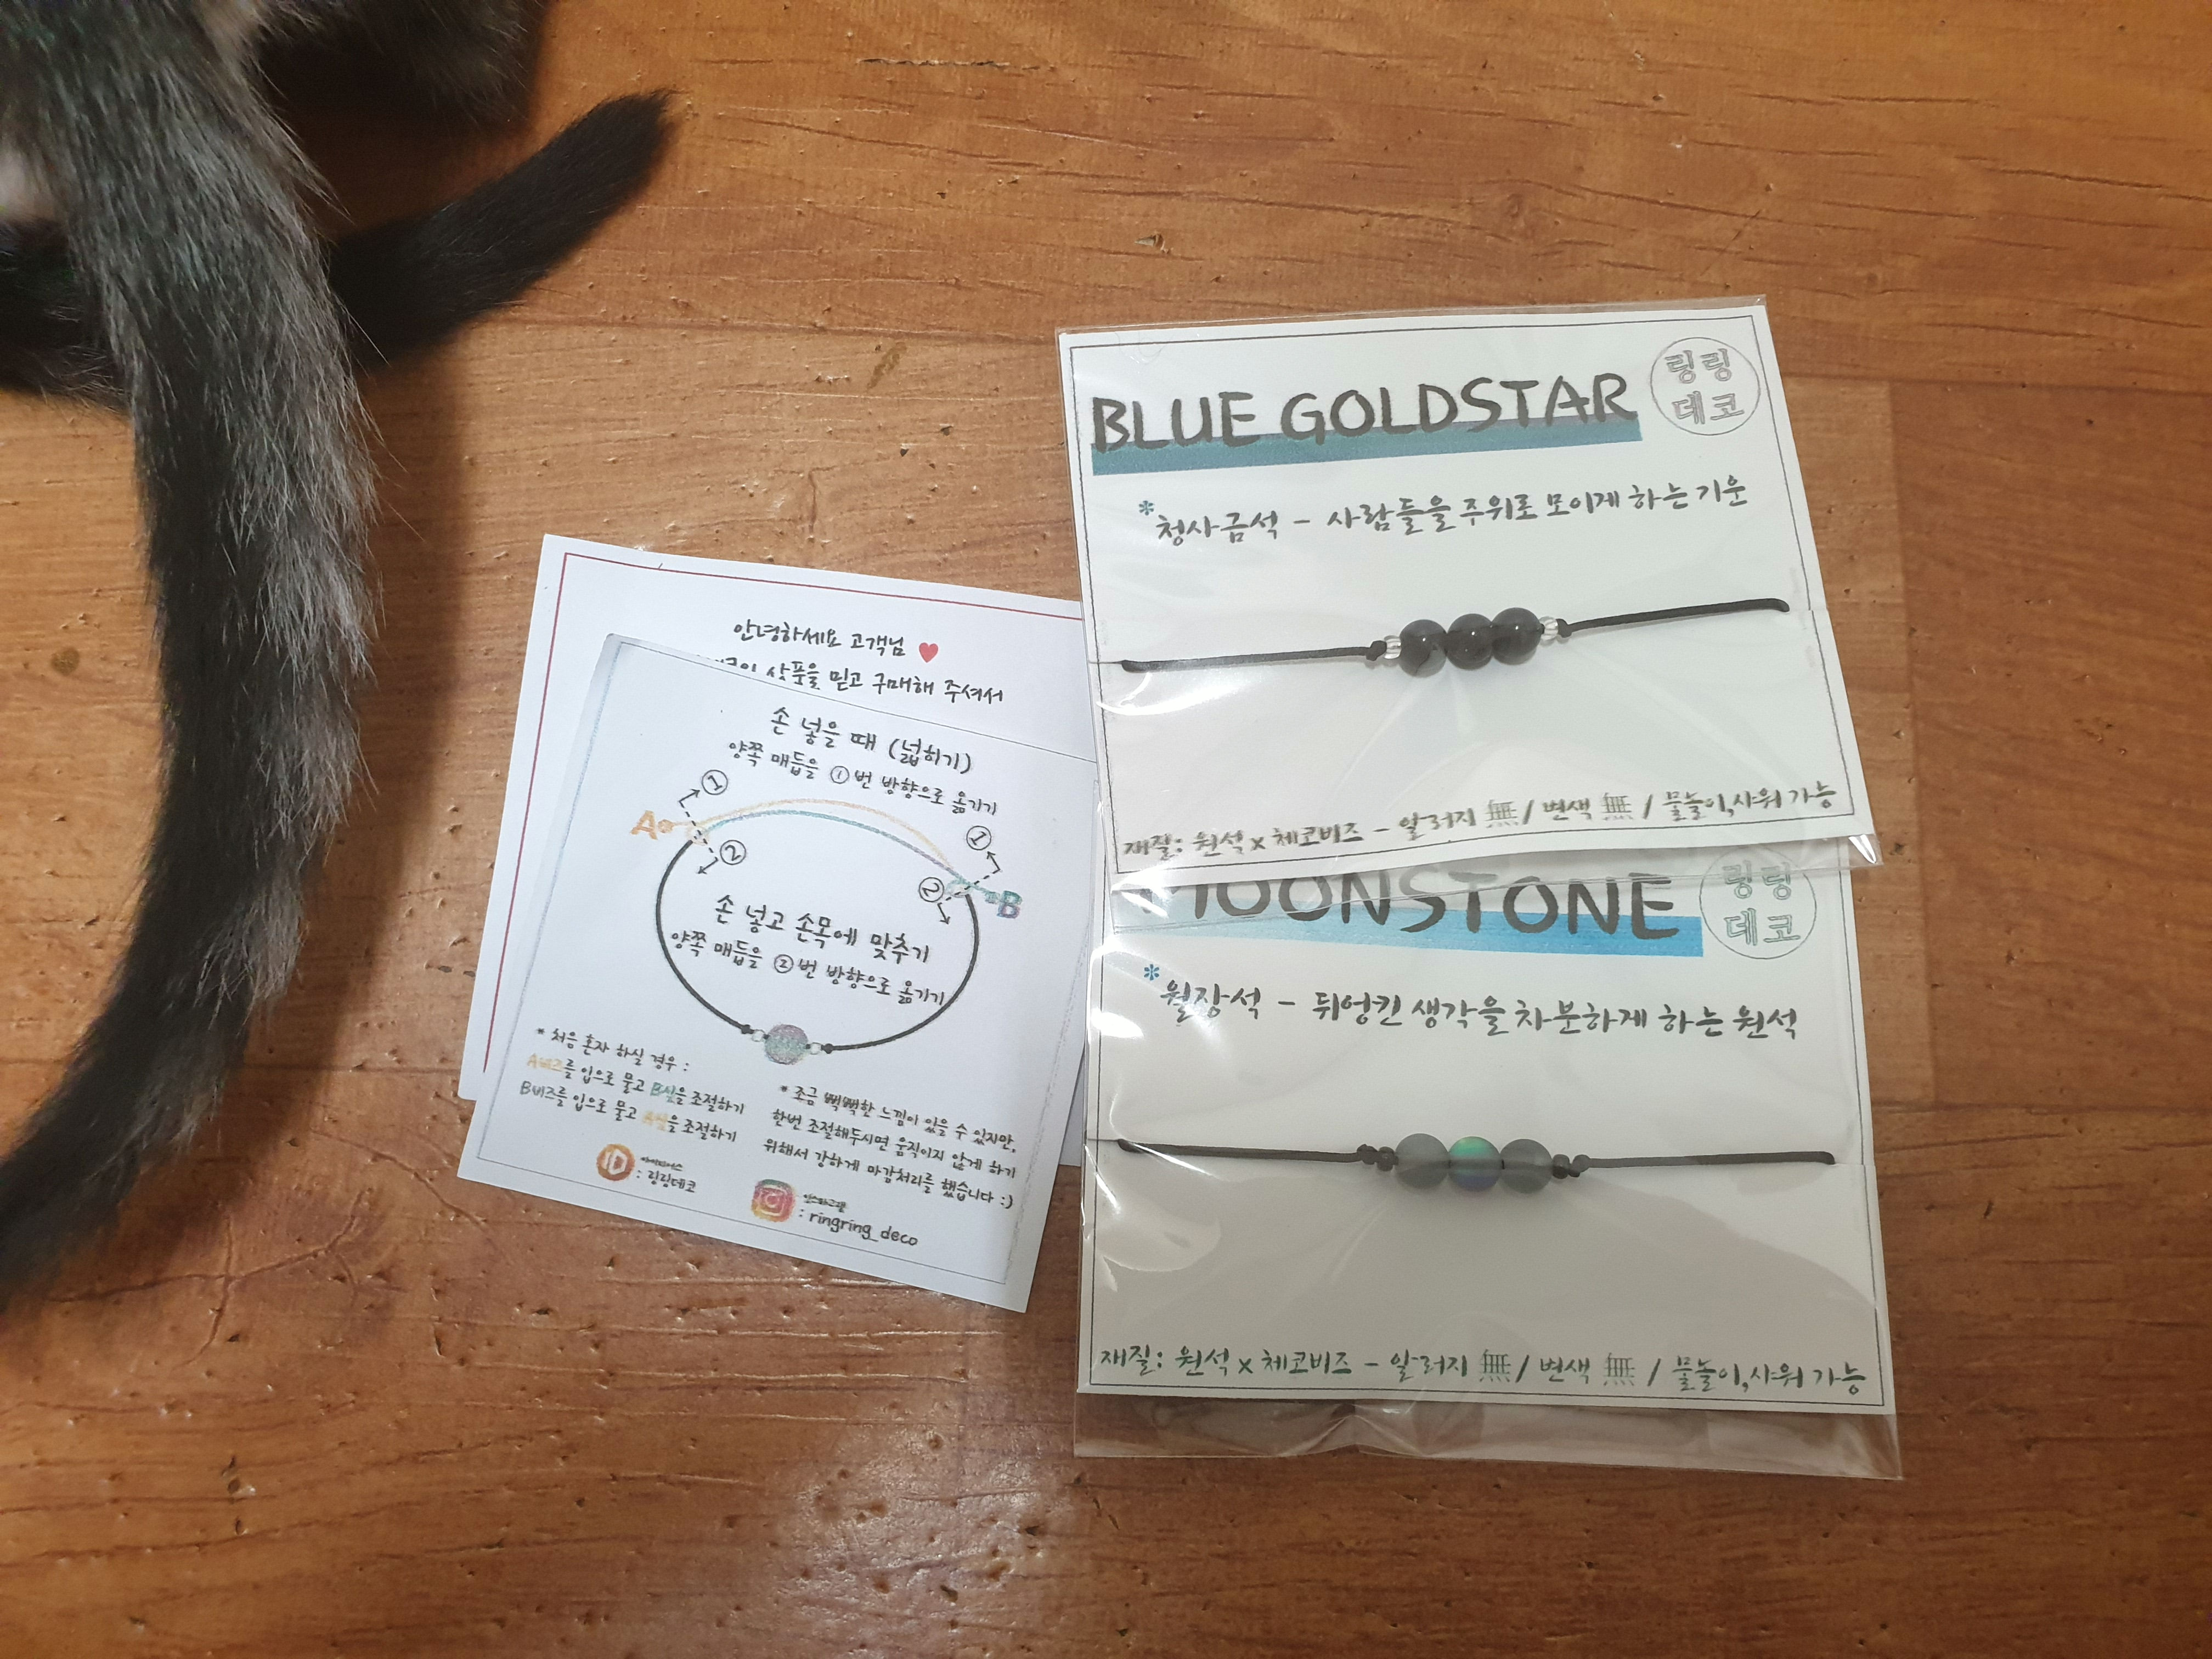 안녕하세요 고객님
상품을 믿고 구매해 주셔서
손 넣을 때 (넓히기)
양쪽 매듭을 ①번 방향으로 옮기기
①
A
②
①
②
B
손 넣고 손목에 맞추기
양쪽 매듭을 ②번 방향으로 옮기기
* 처음 혼자 하실 경우 :
A비즈를 입으로 물고 B실을 조절하기
B비즈를 입으로 물고 A실을 조절하기
* 조금 뻑뻑한 느낌이 있을 수 있지만,
한번 조절해두시면 움직이지 않게 하기
위해서 강하게 마감처리를 했습니다 :)
아이디어스
: 링링데코
인스타그램
: ringring_deco
BLUE GOLDSTAR
링링
데코
*청사금석 - 사람들을 주위로 모이게 하는 기운
재질: 원석 x 체코비즈 - 알러지 無 / 변색 無 / 물놀이,샤워 가능
MOONSTONE
링링
데코
*월장석 - 뒤엉킨 생각을 차분하게 하는 원석
재질: 원석 x 체코비즈 - 알러지 無 / 변색 無 / 물놀이,샤워 가능